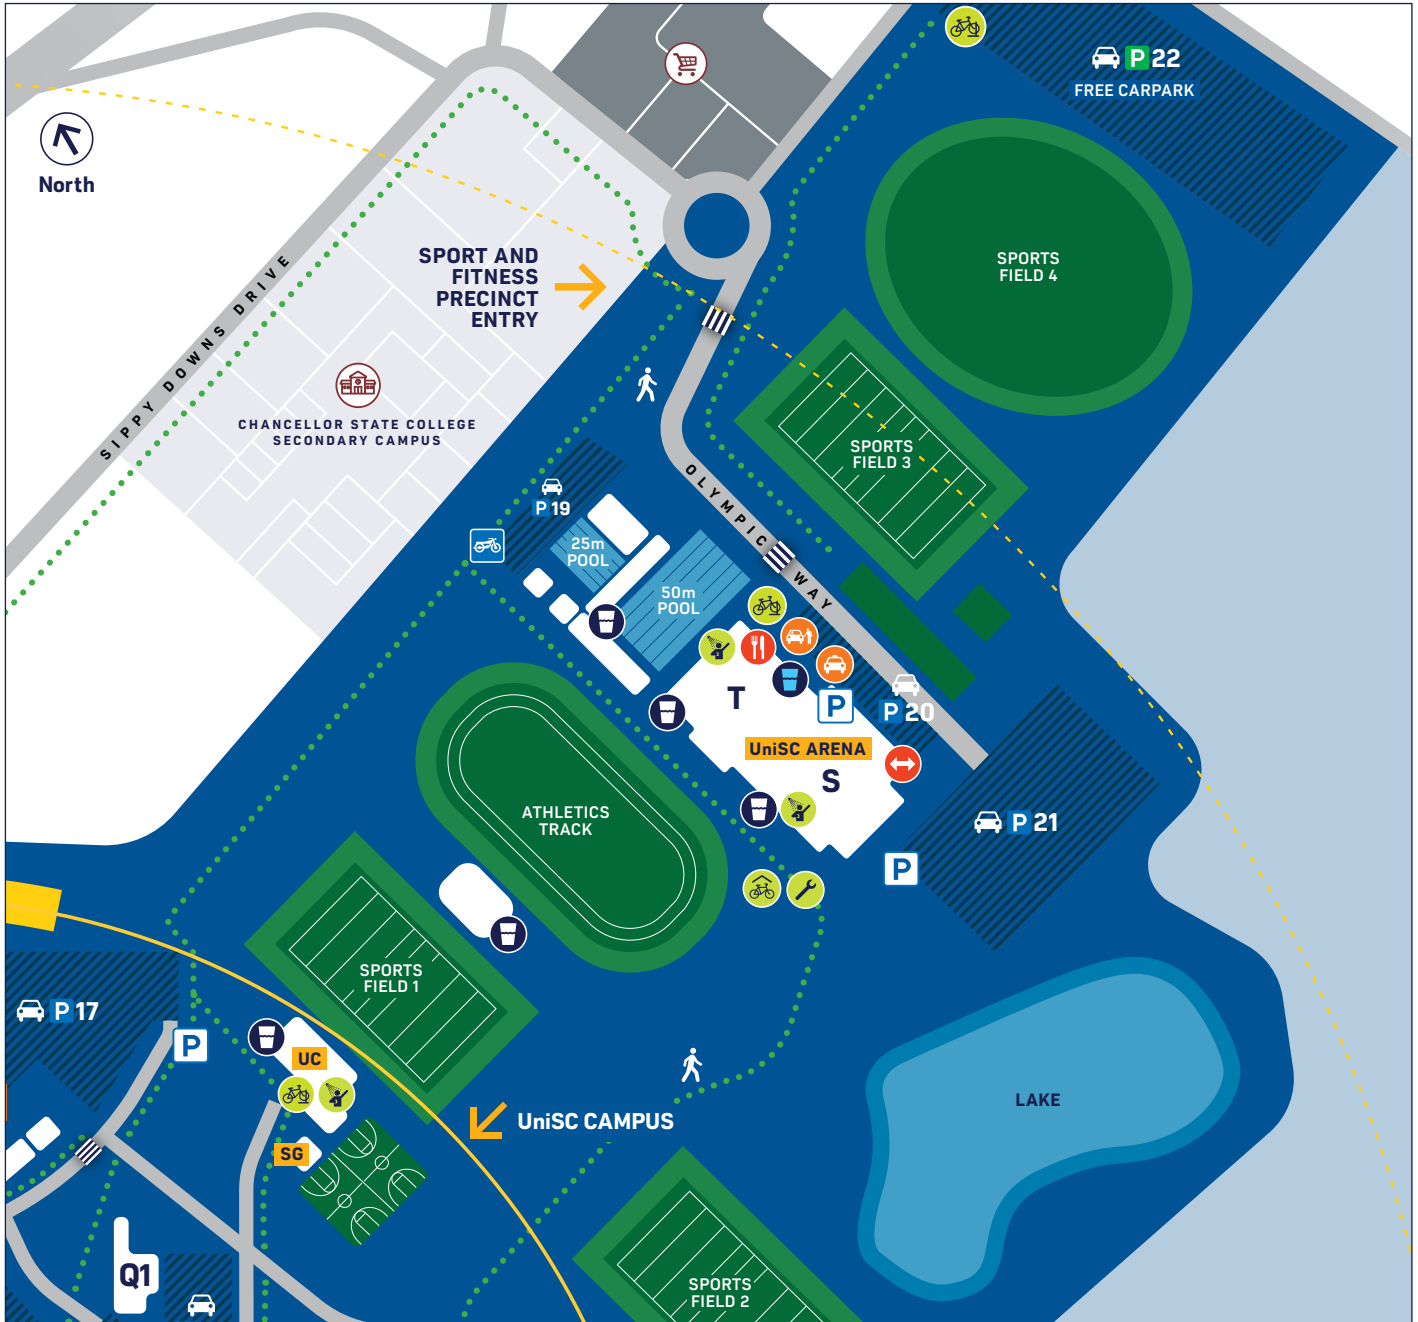 P 22
FREE CARPARK
North
SPORT AND
FITNESS
PRECINCT
ENTRY
SPORTS
FIELD 4
SIPPY DOWNS DRIVE
CHANCELLOR STATE COLLEGE
SECONDARY CAMPUS
SPORTS
FIELD 3
OLYMPIC WAY
P 19
25m
POOL
50m
POOL
T
P
P 20
UniSC ARENA
S
ATHLETICS
TRACK
P 21
P
SPORTS
FIELD 1
P 17
P
UC
UniSC CAMPUS
LAKE
SG
Q1
SPORTS
FIELD 2